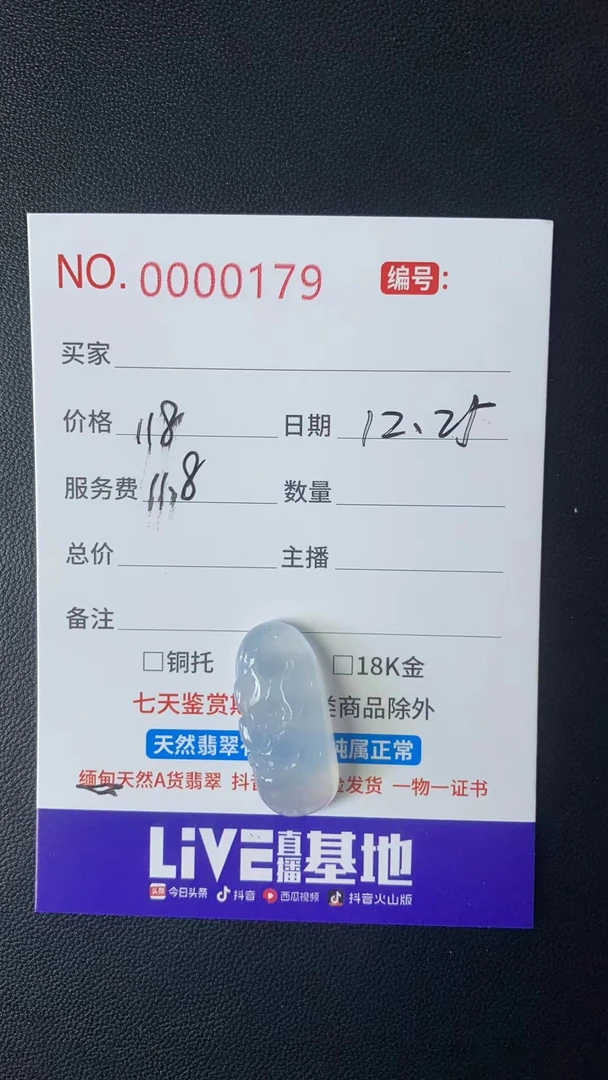 NO. 0000179 编号:
买家
价格 118 日期 12.25
服务费 11.8 数量
总价 主播
备注
□铜托 □18K金
七天鉴赏 商品除外
天然翡翠 纯属正常
缅甸天然A货翡翠 抖 发货 一物一证书
LiVE直播基地
头条 今日头条 抖音 西瓜视频 抖音火山版